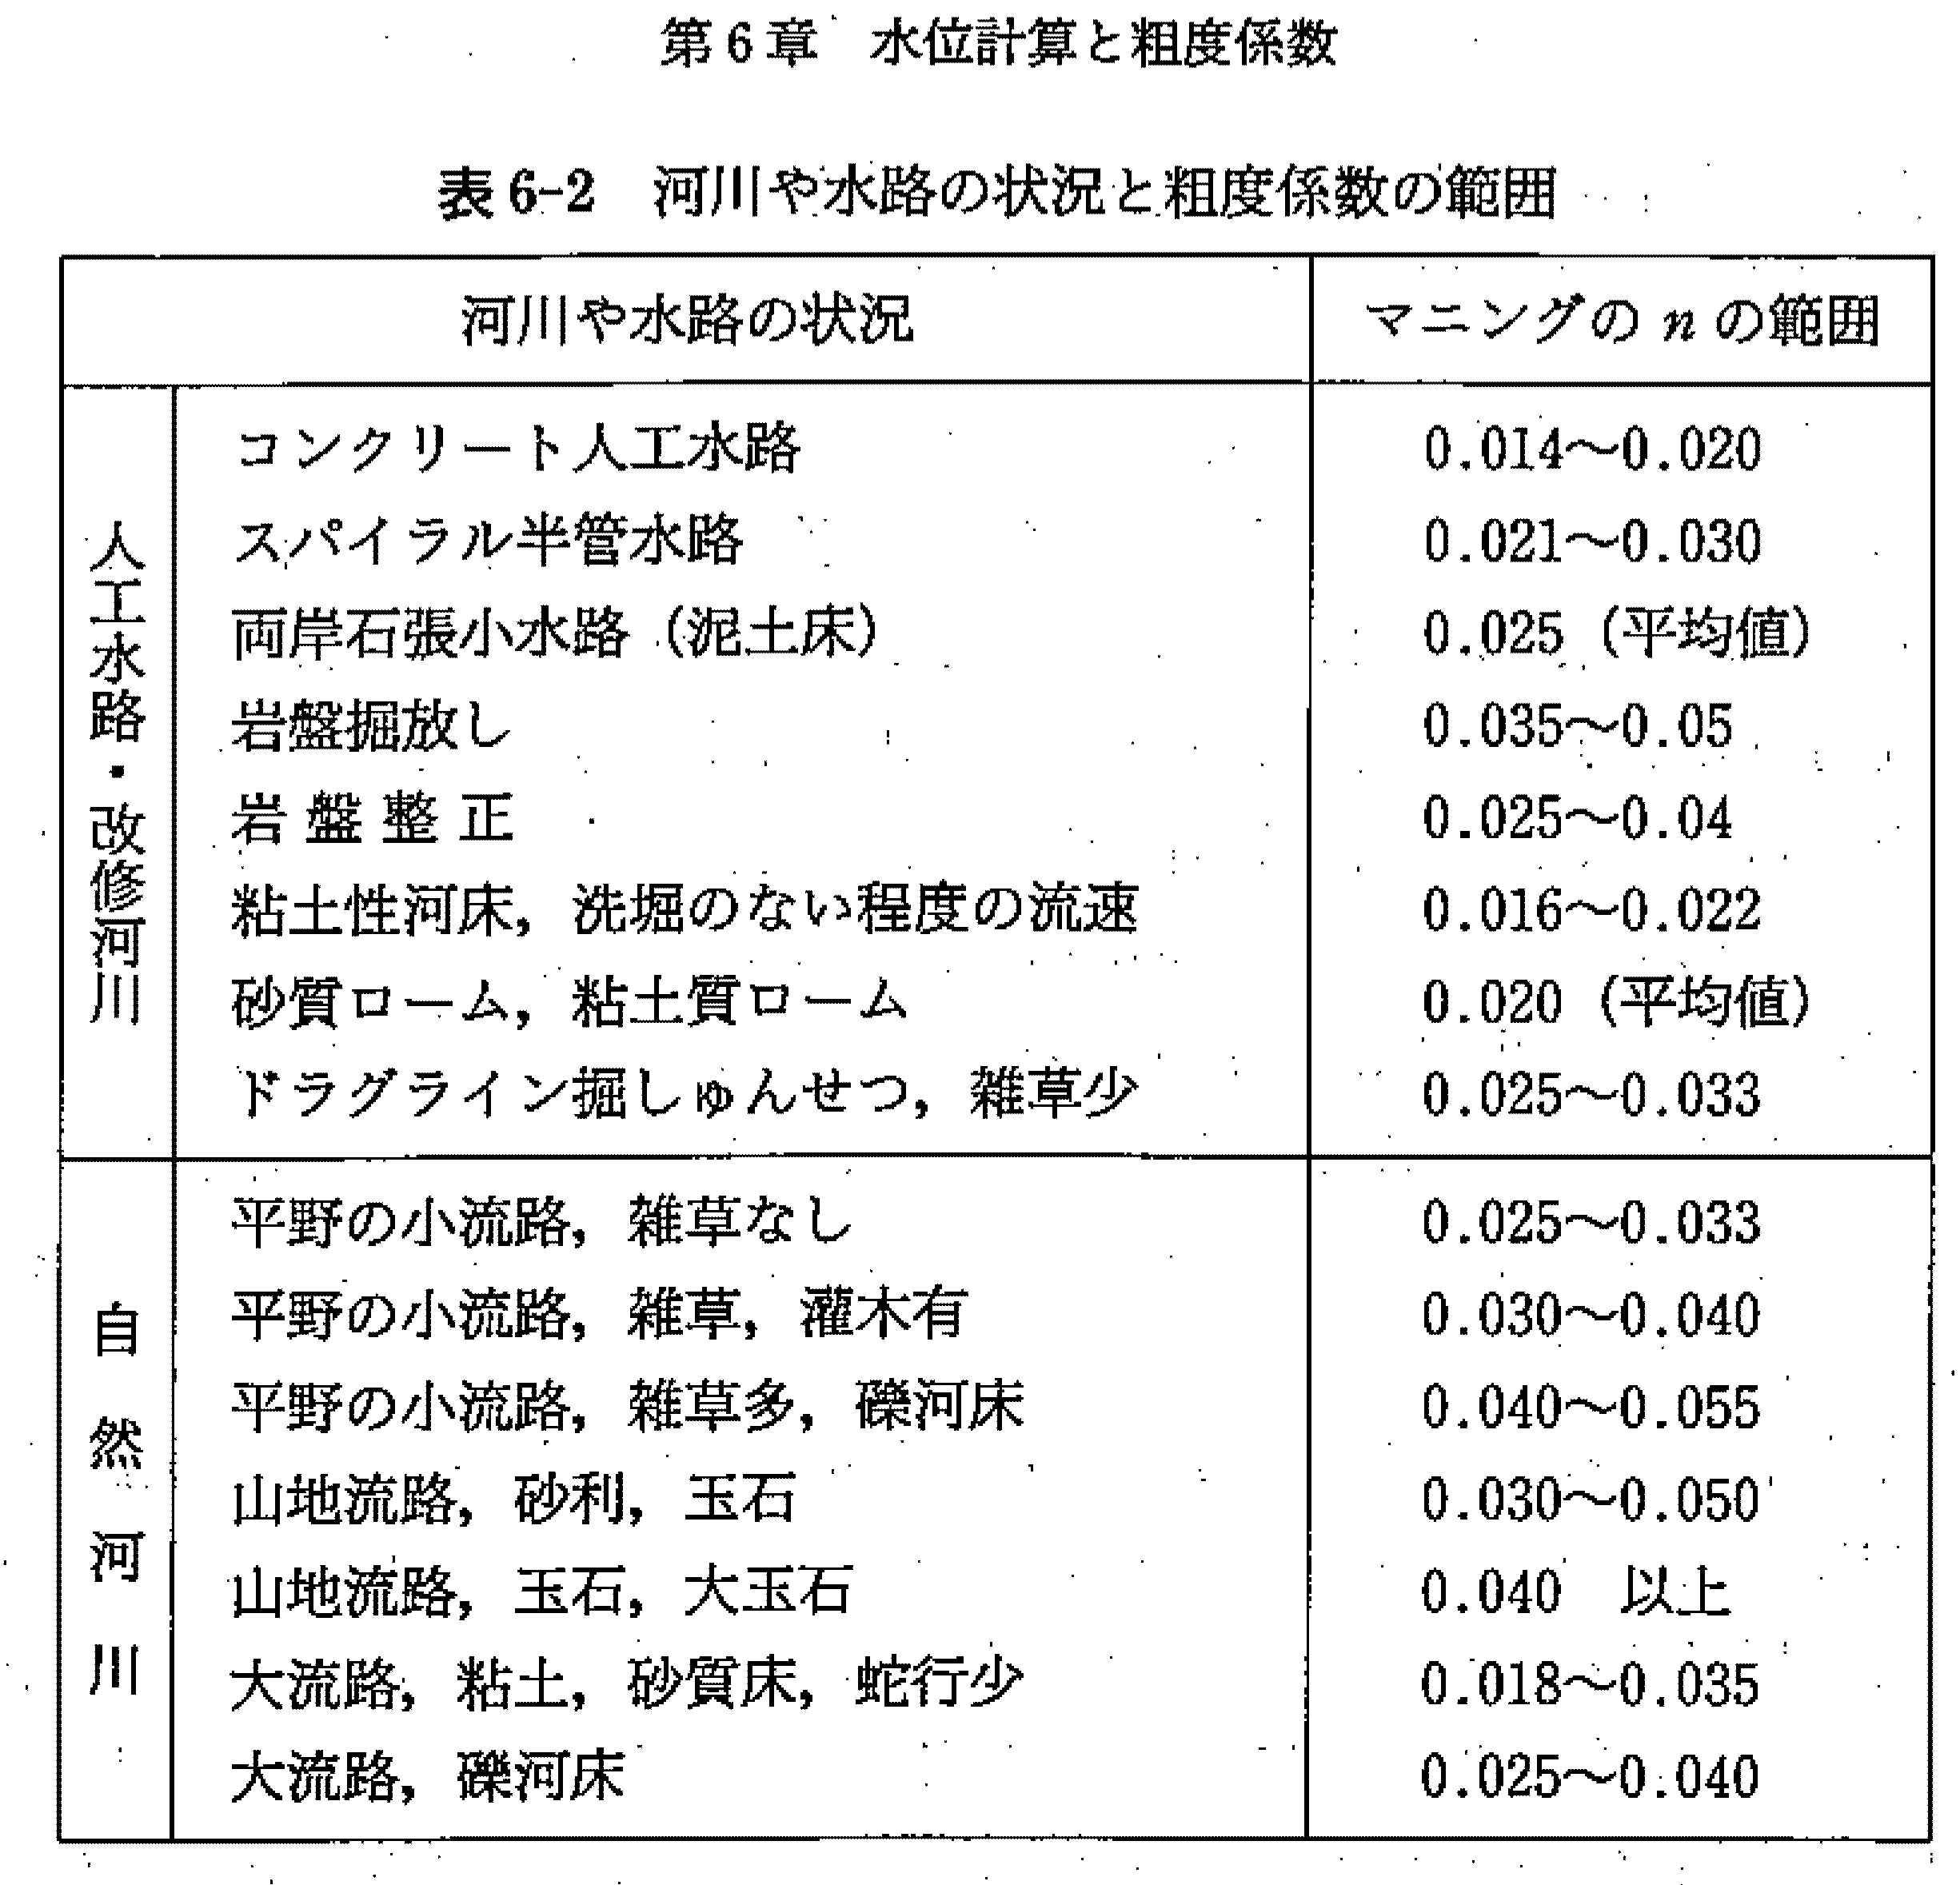 第6章 水位計算と粗度係数
表6-2 河川や水路の状況と粗度係数の範囲
河川や水路の状況 マニングの n の範囲
人工水路・改修河川
コンクリート人工水路 0.014～0.020
スパイラル半管水路 0.021～0.030
両岸石張小水路（泥土床） 0.025（平均値）
岩盤掘放し 0.035～0.05
岩盤整正 0.025～0.04
粘土性河床，洗堀のない程度の流速 0.016～0.022
砂質ローム，粘土質ローム 0.020（平均値）
ドラグライン掘しゅんせつ，雑草少 0.025～0.033
自然河川
平野の小流路，雑草なし 0.025～0.033
平野の小流路，雑草，灌木有 0.030～0.040
平野の小流路，雑草多，礫河床 0.040～0.055
山地流路，砂利，玉石 0.030～0.050
山地流路，玉石，大玉石 0.040 以上
大流路，粘土，砂質床，蛇行少 0.018～0.035
大流路，礫河床 0.025～0.040